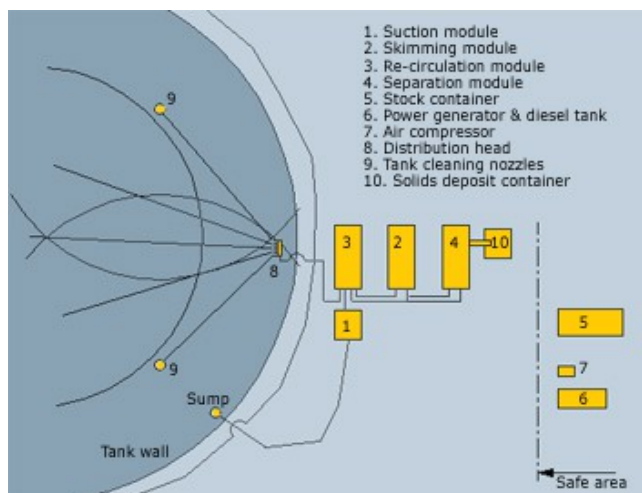 1. Suction module
2. Skimming module
3. Re-circulation module
4. Separation module
5. Stock container
6. Power generator & diesel tank
7. Air compressor
8. Distribution head
9. Tank cleaning nozzles
10. Solids deposit container
9
3
2
4
10
8
1
5
7
9
6
Sump
Tank wall
Safe area